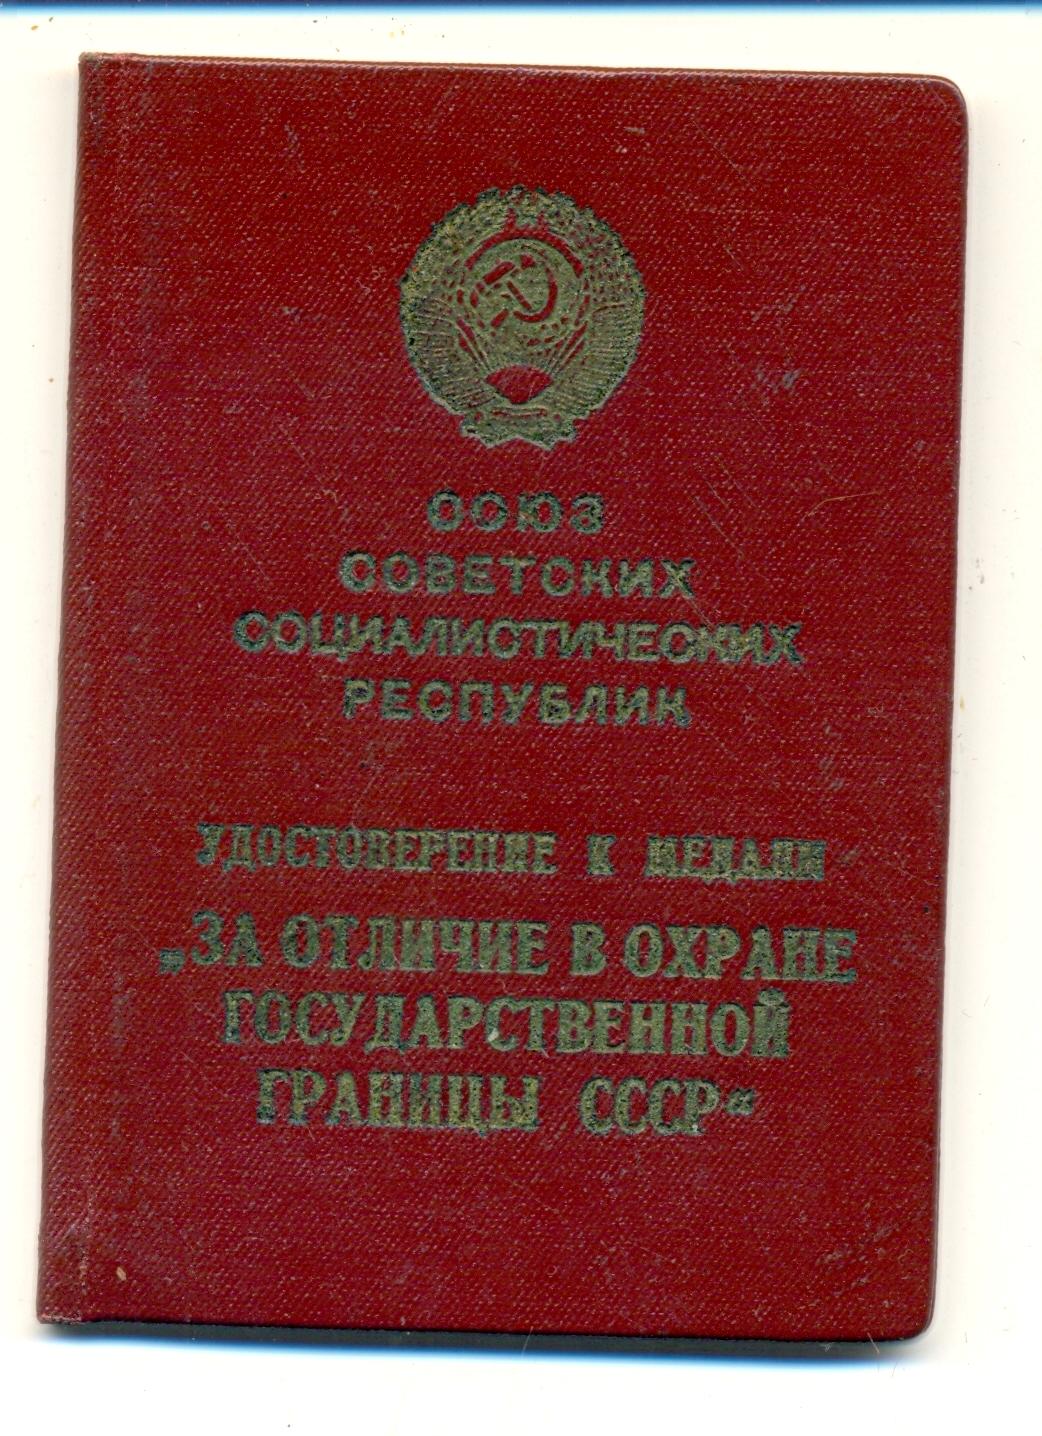 СОЮЗ
СОВЕТСКИХ
СОЦИАЛИСТИЧЕСКИХ
РЕСПУБЛИК
УДОСТОВЕРЕНИЕ К МЕДАЛИ
„ЗА ОТЛИЧИЕ В ОХРАНЕ
ГОСУДАРСТВЕННОЙ
ГРАНИЦЫ СССР“